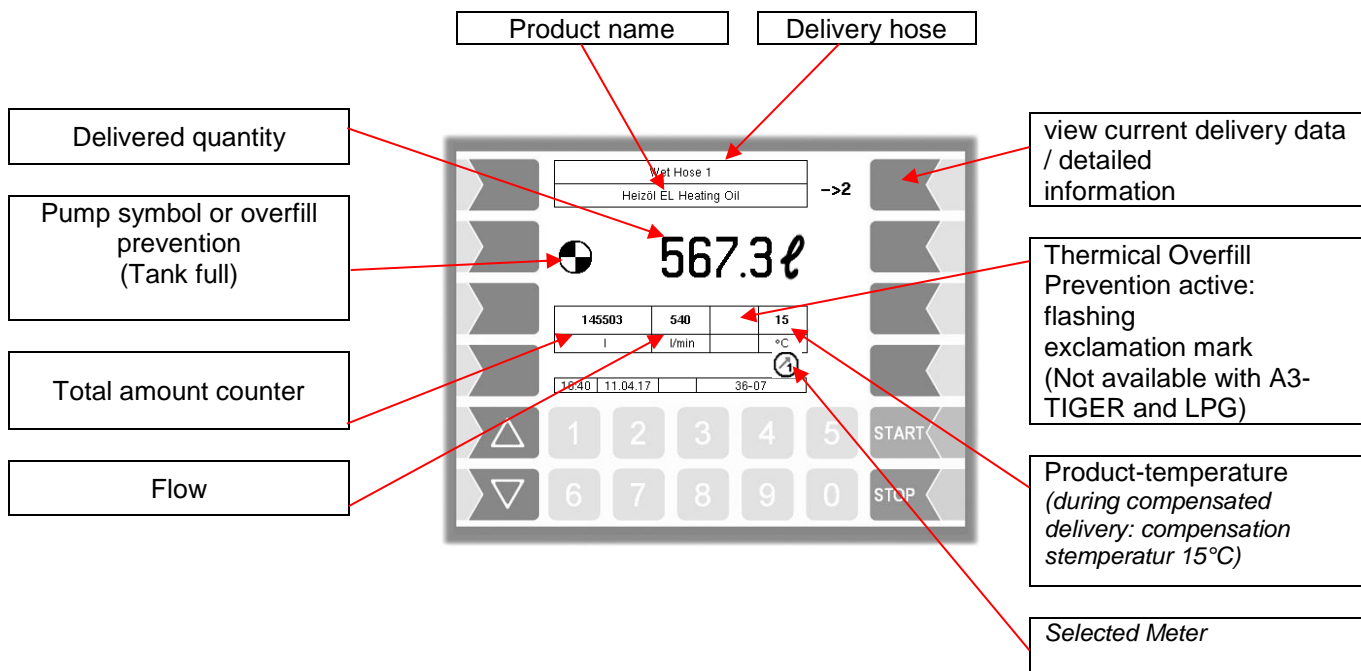 Product name
Delivery hose
Delivered quantity
Pump symbol or overfill
prevention
(Tank full)
Total amount counter
Flow
Wet Hose 1
Heizöl EL Heating Oil
->2
567.3 ℓ
145503 540 15
l l/min °C
1
16:40 11.04.17 36-07
1 2 3 4 5 START
6 7 8 9 0 STOP
view current delivery data
/ detailed
information
Thermical Overfill
Prevention active:
flashing
exclamation mark
(Not available with A3-
TIGER and LPG)
Product-temperature
(during compensated
delivery: compensation
stemperatur 15°C)
Selected Meter